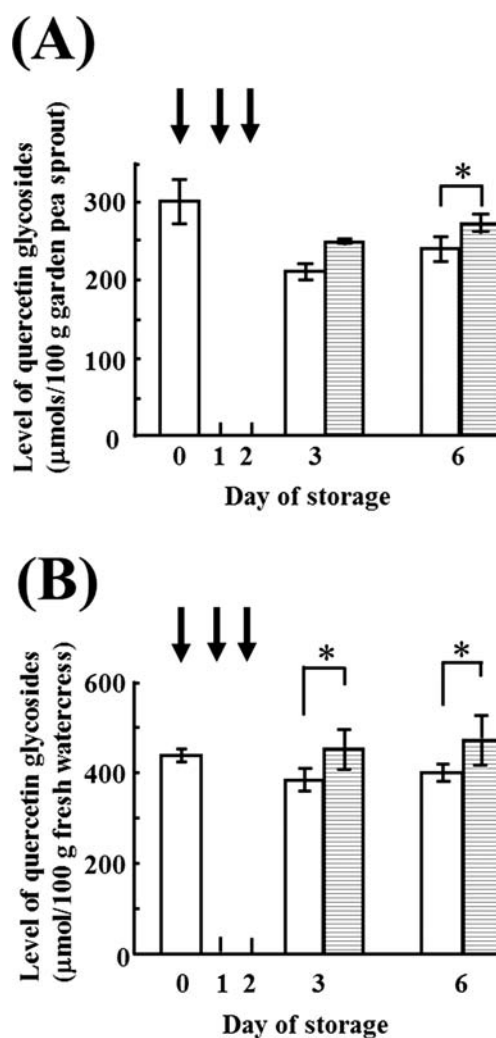 (A)
Level of quercetin glycosides
(μmols/100 g garden pea sprout)
300
200
100
0
*
0 1 2 3 6
Day of storage
(B)
Level of quercetin glycosides
(μmol/100 g fresh watercress)
600
400
200
0
* *
0 1 2 3 6
Day of storage